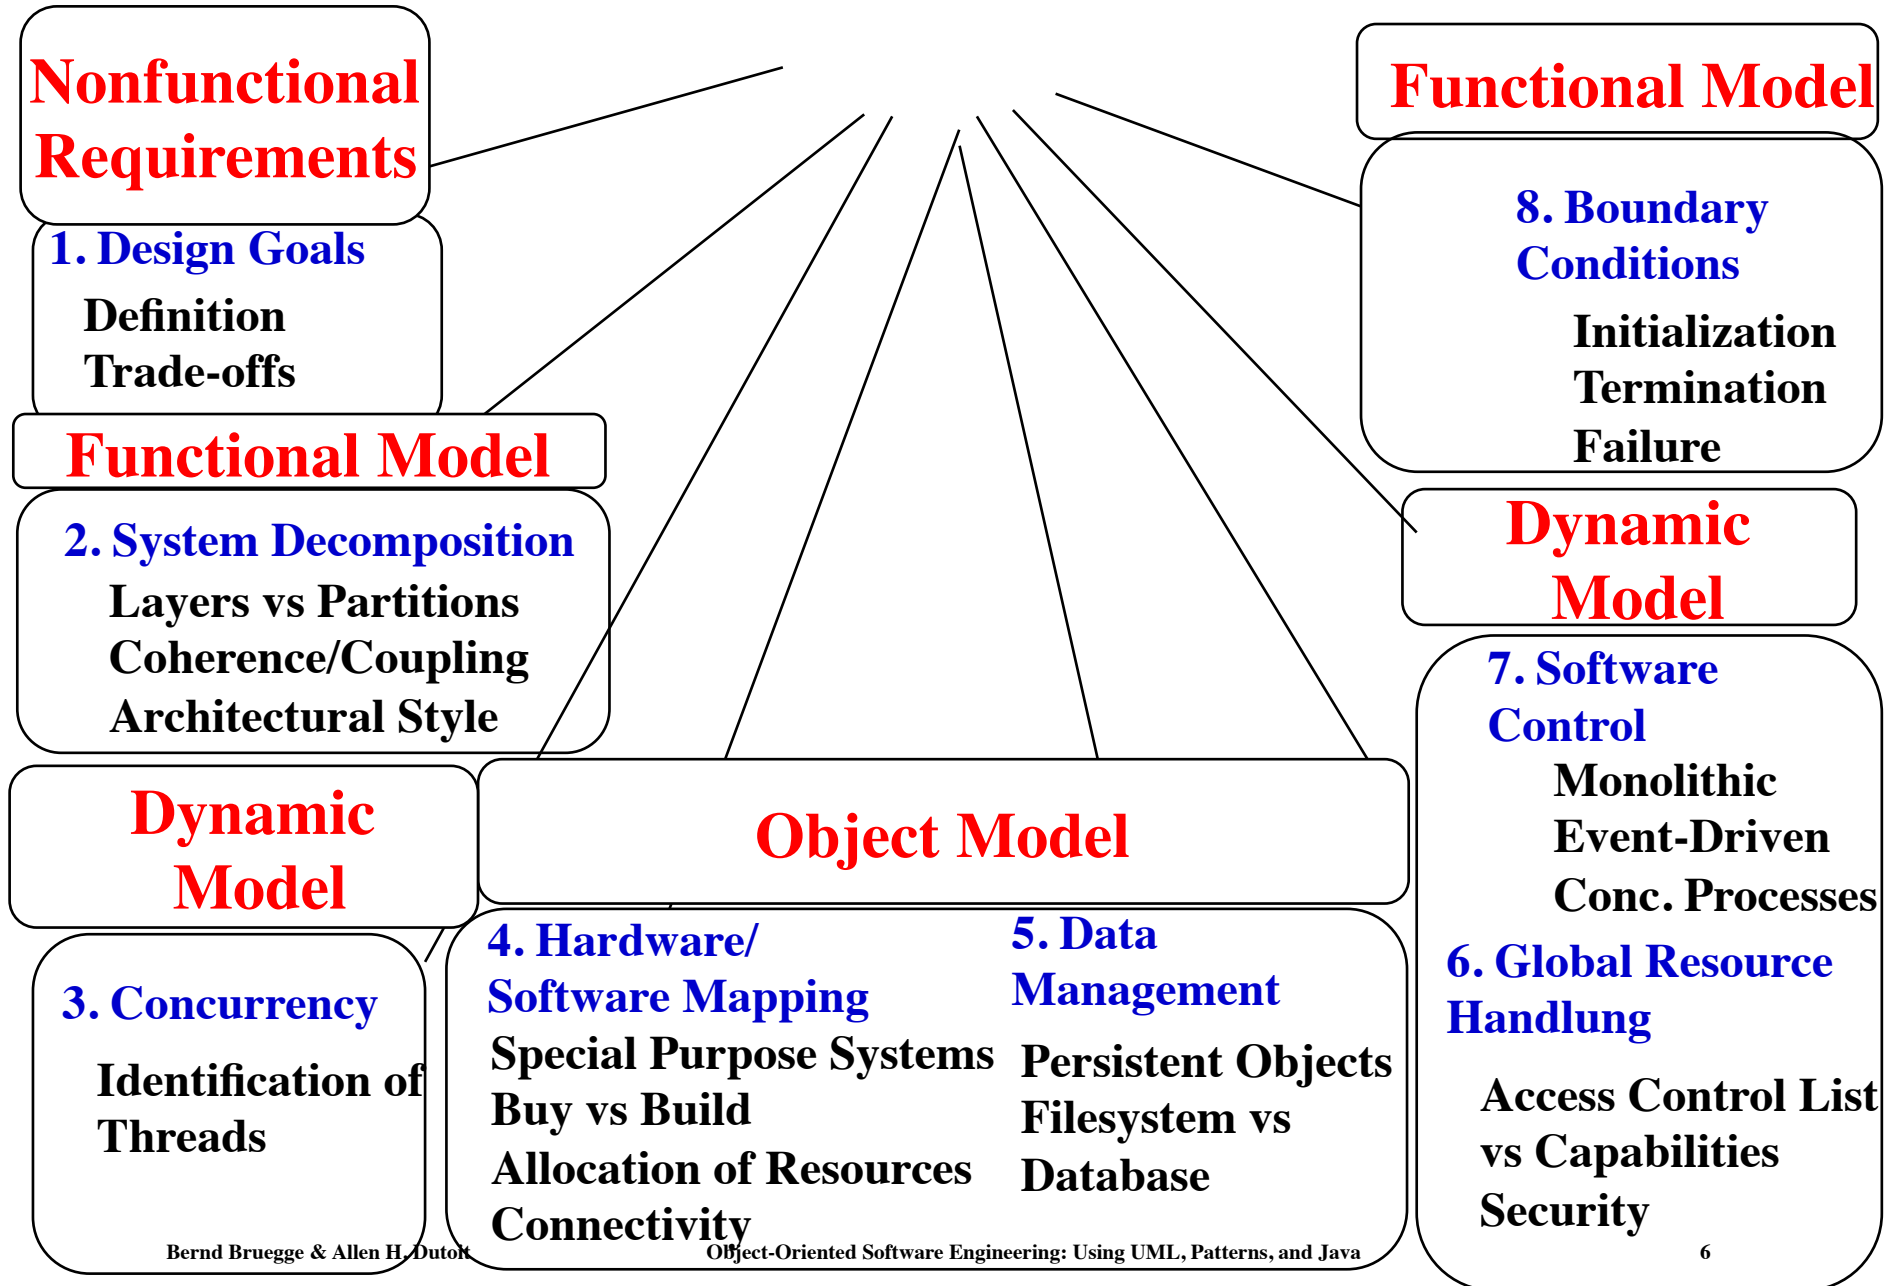 Nonfunctional
Requirements
1. Design Goals
Definition
Trade-offs
Functional Model
2. System Decomposition
Layers vs Partitions
Coherence/Coupling
Architectural Style
Dynamic
Model
3. Concurrency
Identification of
Threads
Object Model
4. Hardware/
Software Mapping
Special Purpose Systems
Buy vs Build
Allocation of Resources
Connectivity
5. Data
Management
Persistent Objects
Filesystem vs
Database
Functional Model
8. Boundary
Conditions
Initialization
Termination
Failure
Dynamic
Model
7. Software
Control
Monolithic
Event-Driven
Conc. Processes
6. Global Resource
Handlung
Access Control List
vs Capabilities
Security
Bernd Bruegge & Allen H. Dutoit
Object-Oriented Software Engineering: Using UML, Patterns, and Java
6